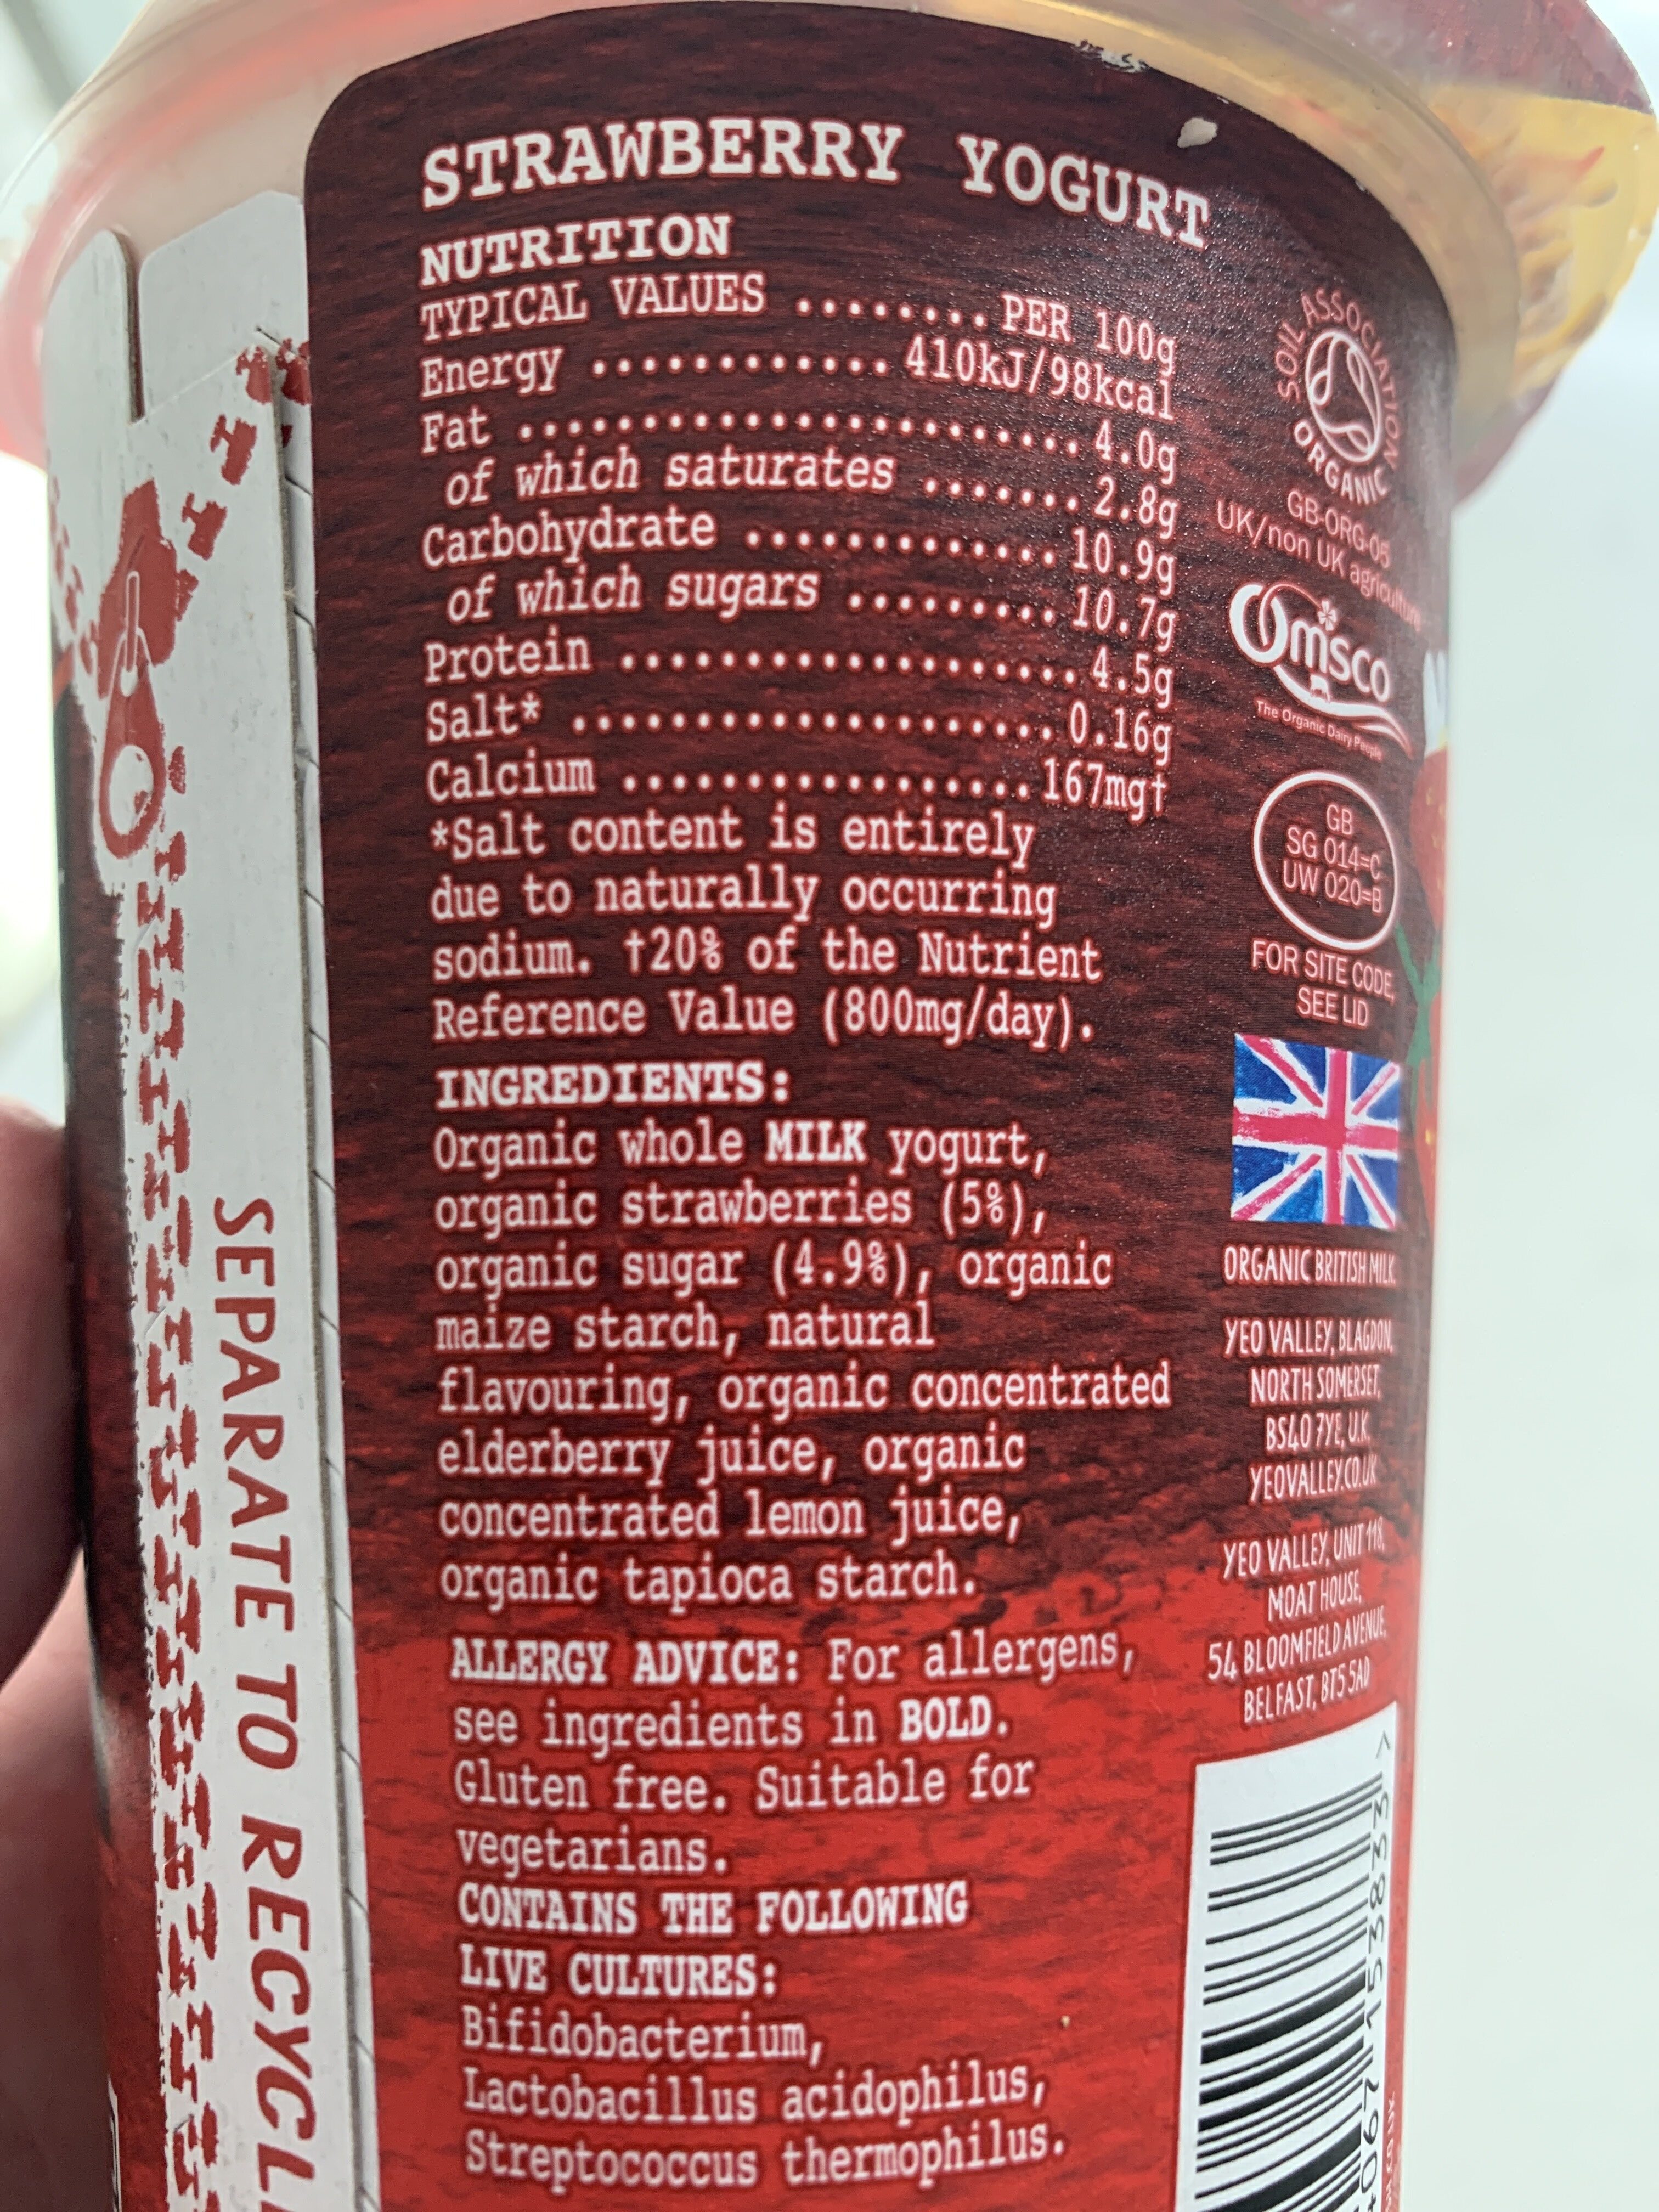 STRAWBERRY YOGURT
NUTRITION
TYPICAL VALUES ........ PER 100g
Energy ............ 410kJ/98kcal
Fat ...................... 4.0g
of which saturates ....... 2.8g
Carbohydrate ............. 10.9g
of which sugars ......... 10.7g
Protein ................... 4.5g
Salt* .................... 0.16g
Calcium ................. 167mg†
*Salt content is entirely
due to naturally occurring
sodium. †20% of the Nutrient
Reference Value (800mg/day).
INGREDIENTS:
Organic whole MILK yogurt,
organic strawberries (5%),
organic sugar (4.9%), organic
maize starch, natural
flavouring, organic concentrated
elderberry juice, organic
concentrated lemon juice,
organic tapioca starch.
ALLERGY ADVICE: For allergens,
see ingredients in BOLD.
Gluten free. Suitable for
vegetarians.
CONTAINS THE FOLLOWING
LIVE CULTURES:
Bifidobacterium,
Lactobacillus acidophilus,
Streptococcus thermophilus.
SOIL ASSOCIATION
ORGANIC
GB-ORG-05
UK/non UK agriculture
Omsco
The Organic Dairy People
GB
SG 014=C
UW 020=B
FOR SITE CODE,
SEE LID
ORGANIC BRITISH MILK
YEO VALLEY, BLAGDON,
NORTH SOMERSET,
BS40 7YE, U.K.
YEOVALLEY.CO.UK
YEO VALLEY, UNIT 118,
MOAT HOUSE,
54 BLOOMFIELD AVENUE,
BELFAST, BT5 5AD
SEPARATE TO RECYCL